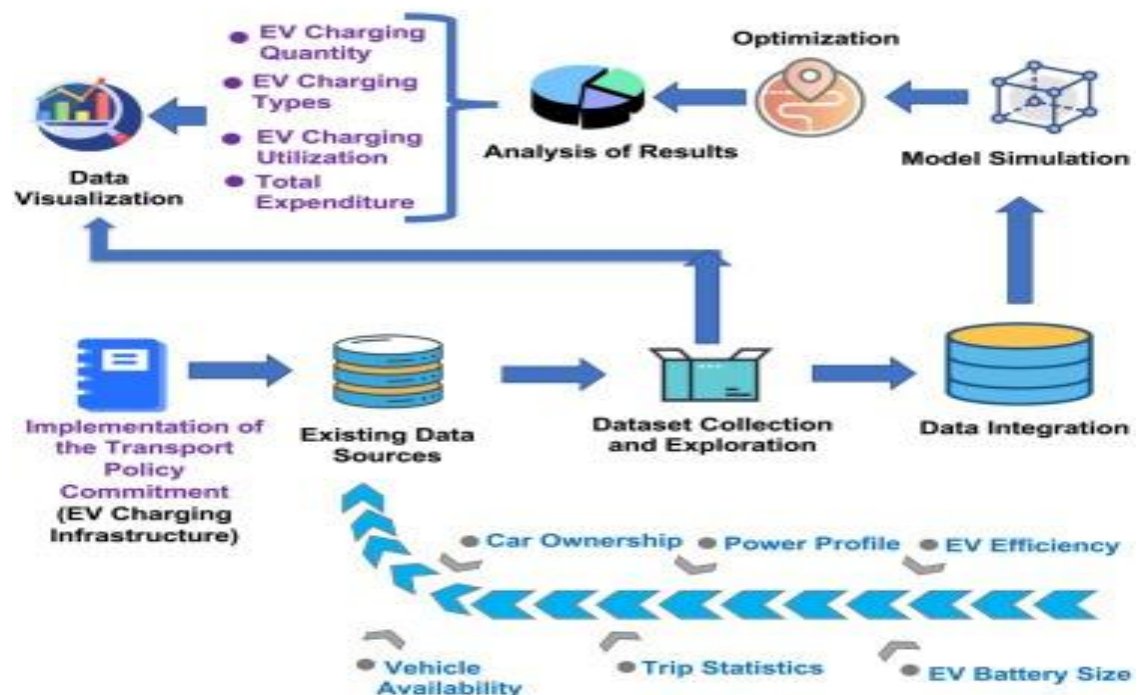 EV Charging
Quantity
EV Charging
Types
EV Charging
Utilization
Total
Expenditure
Optimization
Data
Visualization
Analysis of Results
Model Simulation
Implementation of
the Transport
Policy
Commitment
(EV Charging
Infrastructure)
Existing Data
Sources
Dataset Collection
and Exploration
Data Integration
Car Ownership
Power Profile
EV Efficiency
Vehicle
Availability
Trip Statistics
EV Battery Size